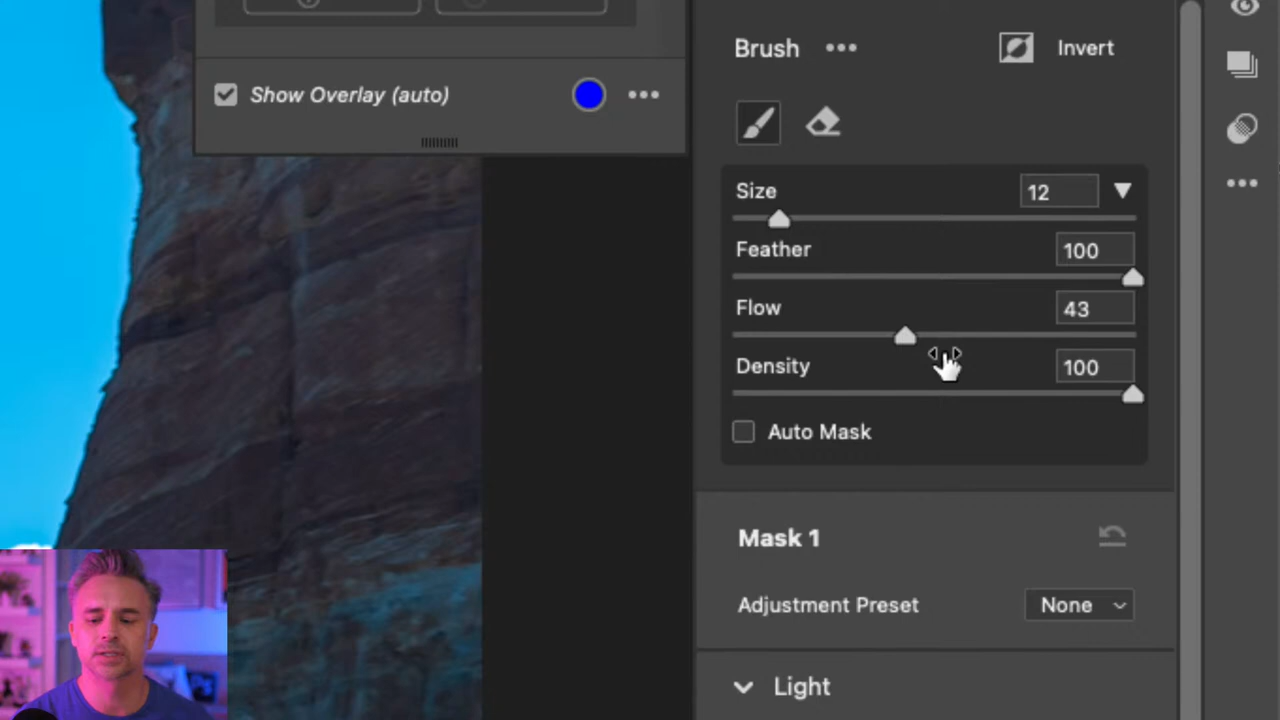 Brush
Invert
Show Overlay (auto)
Size
12
Feather
100
Flow
43
Density
100
Auto Mask
Mask 1
Adjustment Preset
None
Light